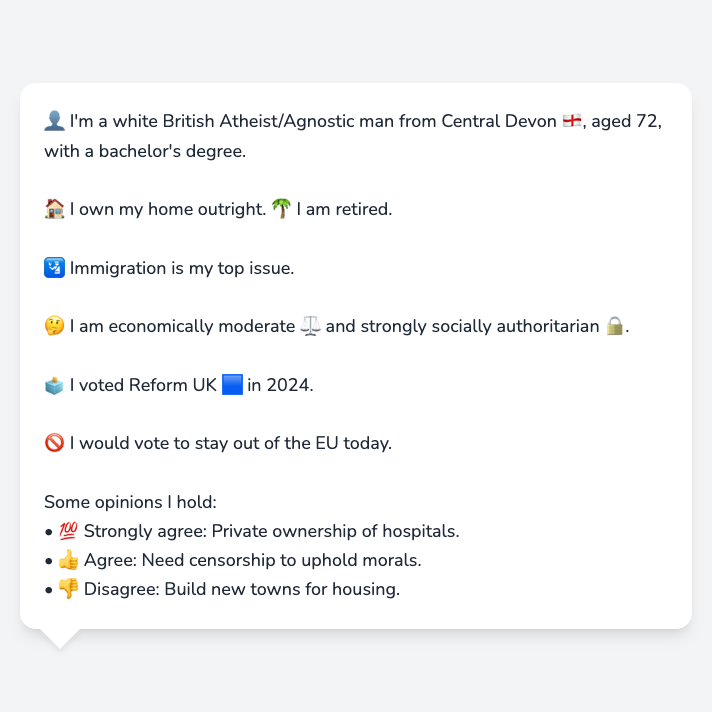 👤 I'm a white British Atheist/Agnostic man from Central Devon 🏴󠁧󠁢󠁥󠁮󠁧󠁿, aged 72,
with a bachelor's degree.
🏠 I own my home outright. 🌴 I am retired.
🛂 Immigration is my top issue.
🤔 I am economically moderate ⚖️ and strongly socially authoritarian 🔒.
🗳️ I voted Reform UK 🟦 in 2024.
🚫 I would vote to stay out of the EU today.
Some opinions I hold:
• 💯 Strongly agree: Private ownership of hospitals.
• 👍 Agree: Need censorship to uphold morals.
• 👎 Disagree: Build new towns for housing.